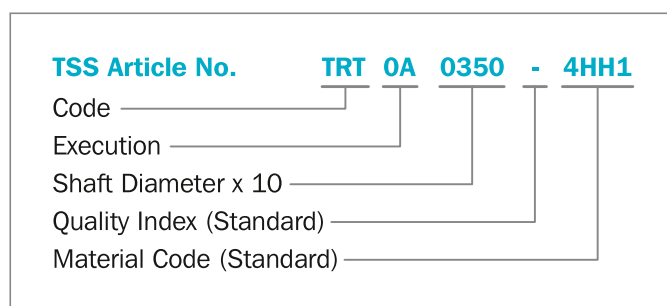 TSS Article No. TRT 0A 0350 - 4HH1
Code
Execution
Shaft Diameter x 10
Quality Index (Standard)
Material Code (Standard)